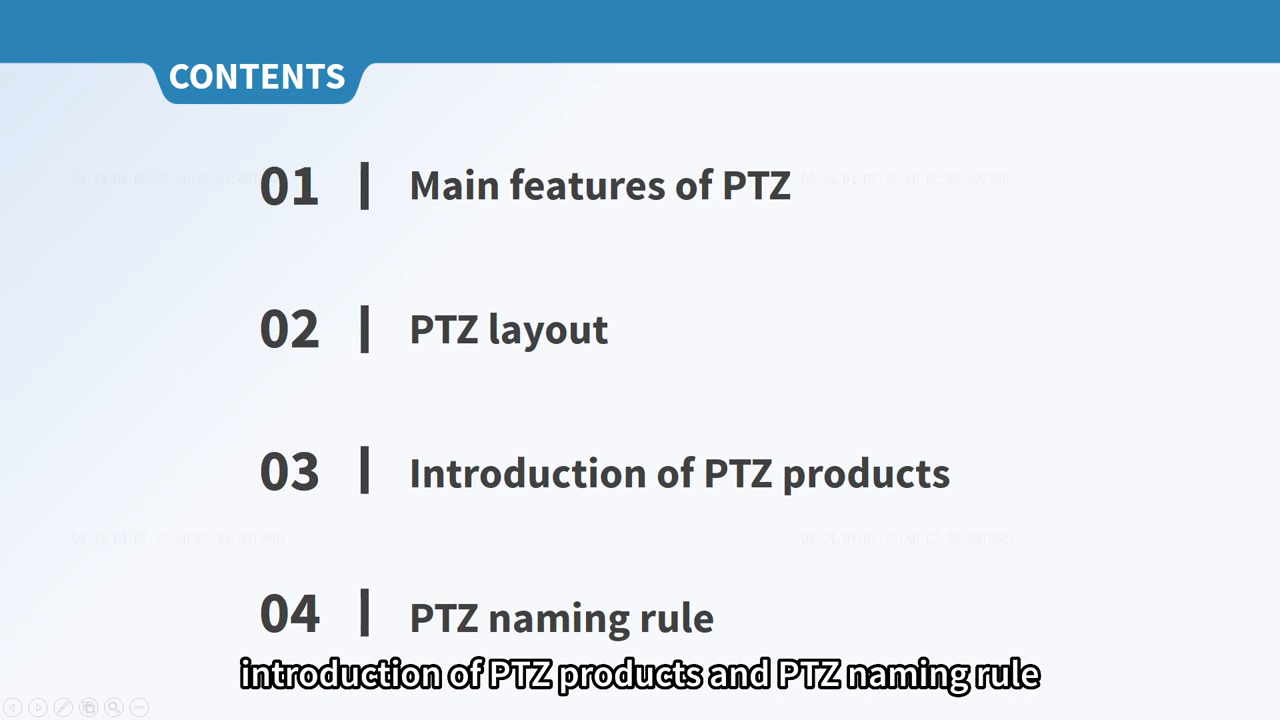 CONTENTS
01 Main features of PTZ
02 PTZ layout
03 Introduction of PTZ products
04 PTZ naming rule
introduction of PTZ products and PTZ naming rule